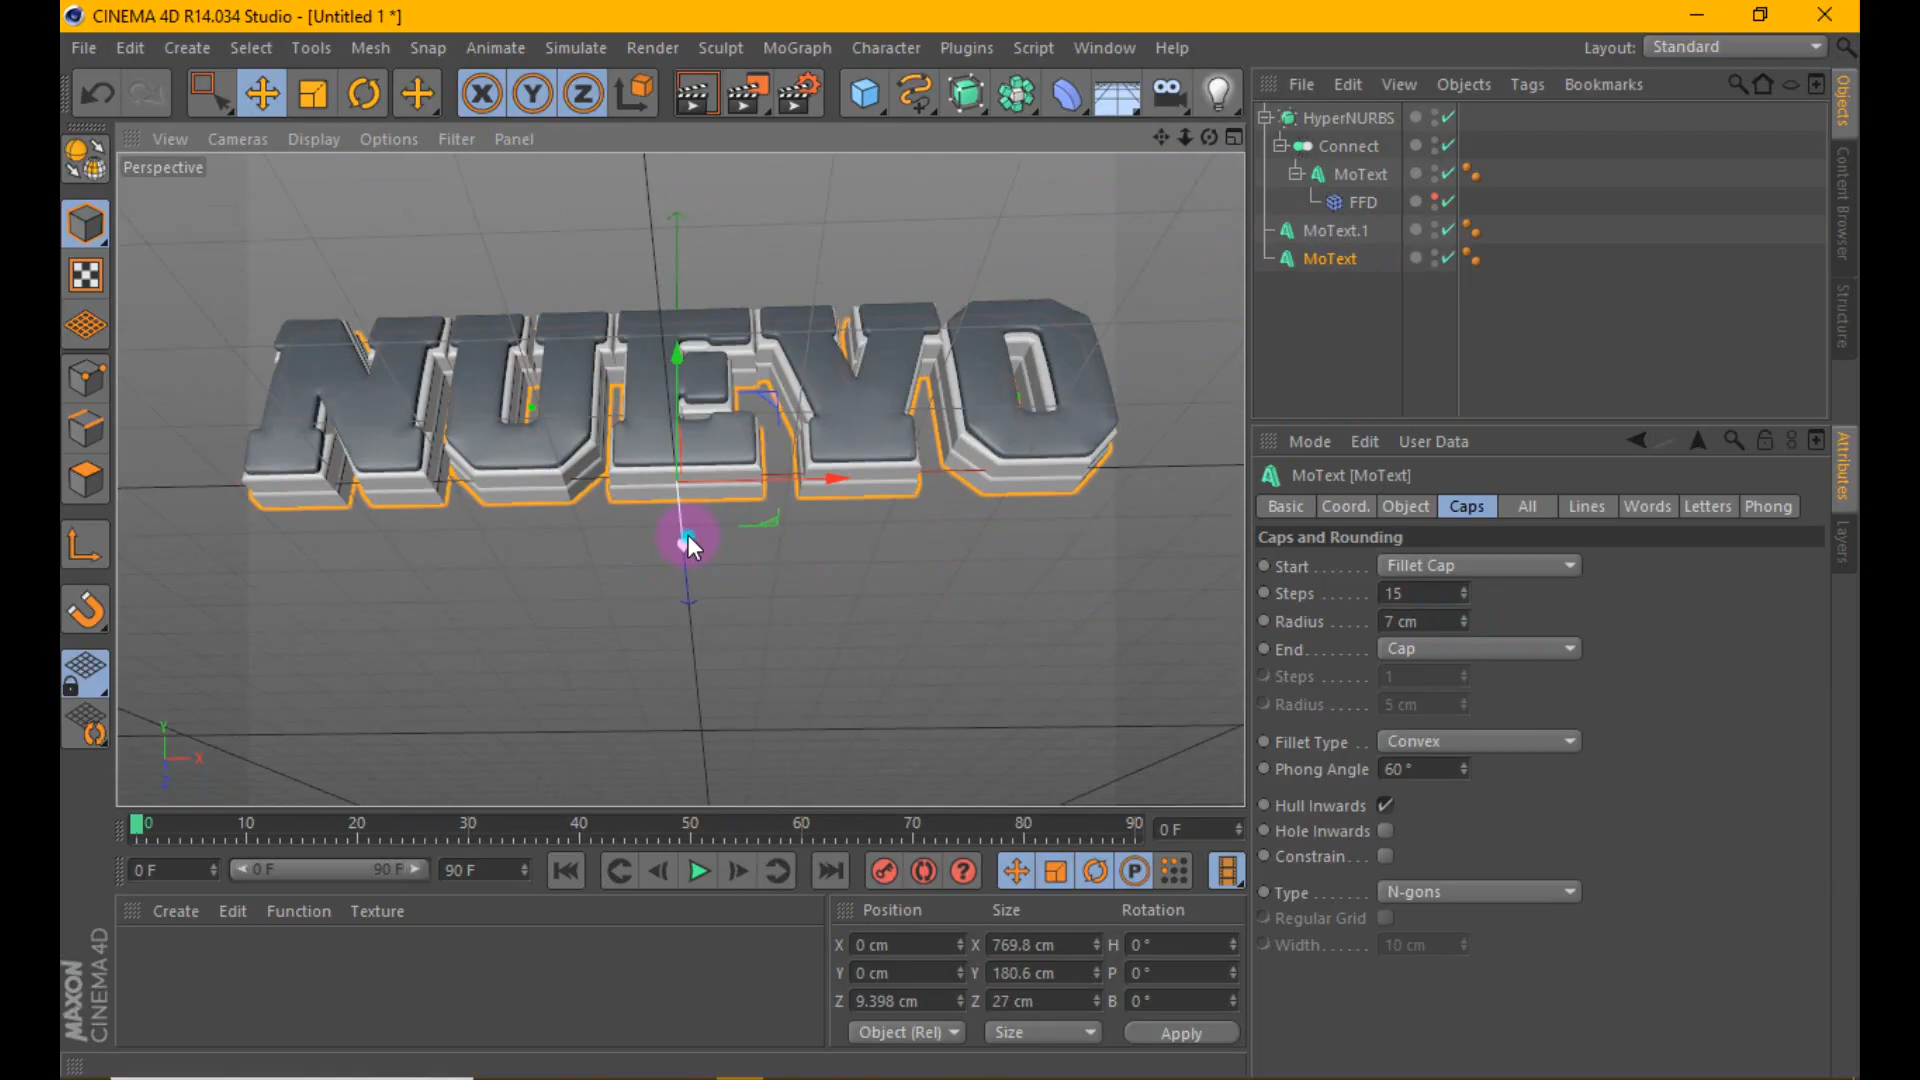 CINEMA 4D R14.034 Studio - [Untitled 1 *]
File Edit Create Select Tools Mesh Snap Animate Simulate Render Sculpt MoGraph Character Plugins Script Window Help Layout: Standard
File Edit View Objects Tags Bookmarks
View Cameras Display Options Filter Panel
Perspective
HyperNURBS
Connect
MoText
FFD
MoText.1
MoText
Objects
Content Browser
Structure
NUEVO
X Y Z
Y
X
Z
Mode Edit User Data
MoText [MoText]
Basic Coord. Object Caps All Lines Words Letters Phong
Caps and Rounding
Start . . . . . . . Fillet Cap
Steps . . . . . . 15
Radius . . . . . 7 cm
End. . . . . . . . Cap
Steps . . . . . . 1
Radius . . . . . 5 cm
Fillet Type . . Convex
Phong Angle 60 °
Hull Inwards
Hole Inwards
Constrain. . . .
Type . . . . . . . N-gons
Regular Grid
Width. . . . . . 10 cm
Attributes
Layers
0 10 20 30 40 50 60 70 80 90 0 F
0 F 0 F 90 F 90 F
P
Create Edit Function Texture
Position Size Rotation
X 0 cm X 769.8 cm H 0 °
Y 0 cm Y 180.6 cm P 0 °
Z 9.398 cm Z 27 cm B 0 °
Object (Rel) Size Apply
MAXON
CINEMA 4D